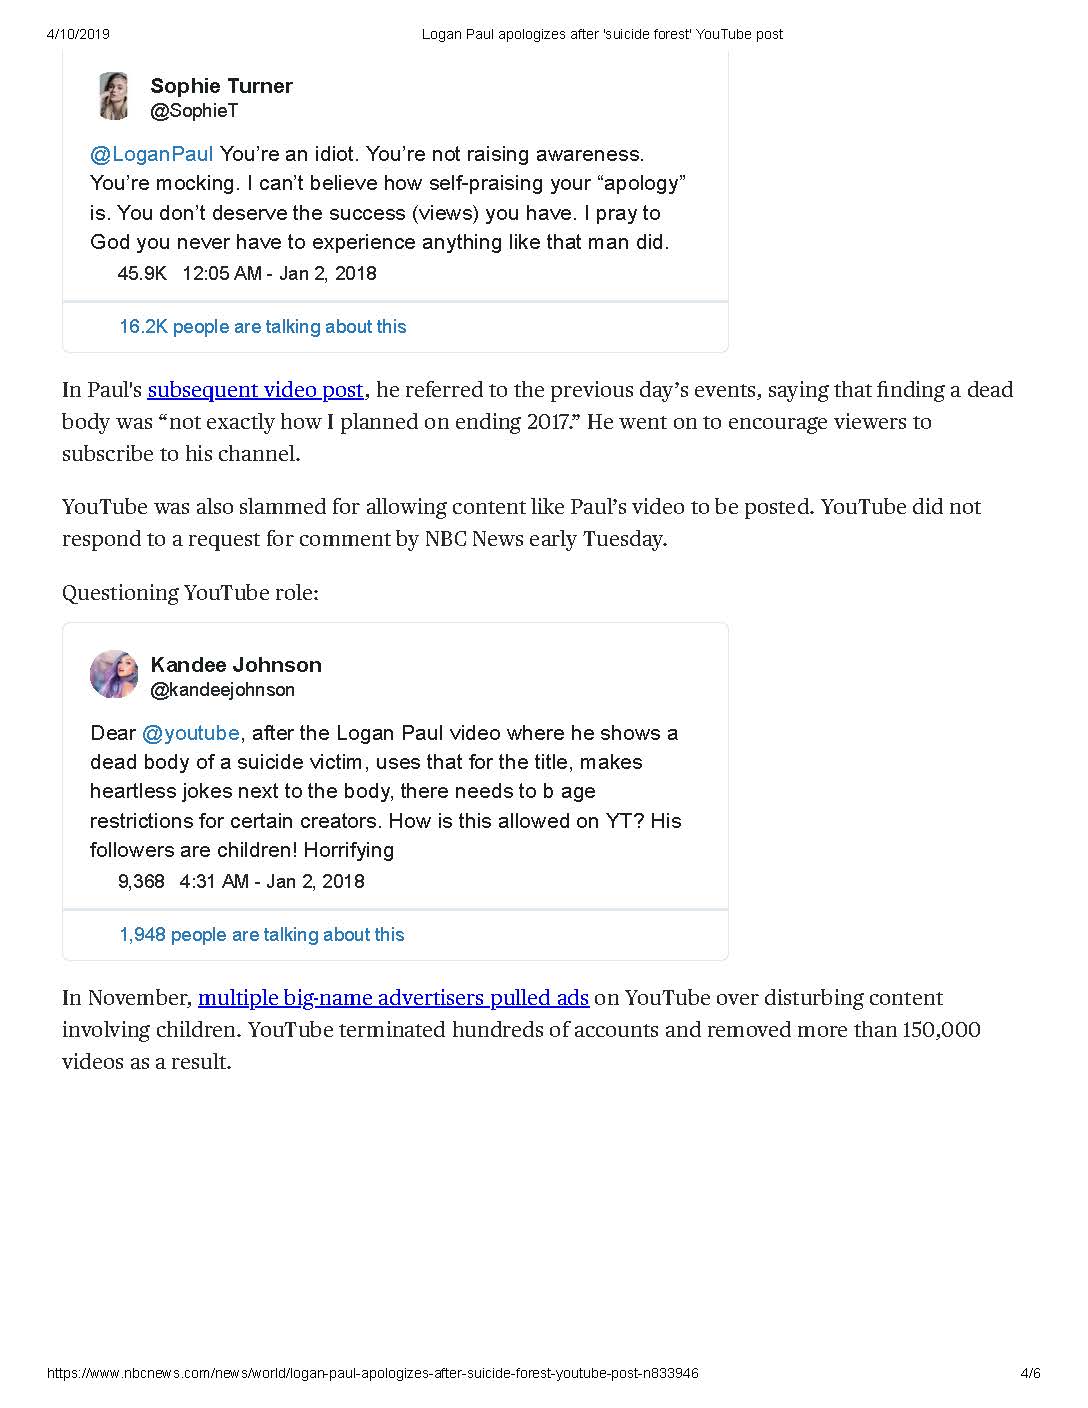 4/10/2019 Logan Paul apologizes after 'suicide forest' YouTube post
Sophie Turner
@SophieT
@LoganPaul You’re an idiot. You’re not raising awareness.
You’re mocking. I can’t believe how self-praising your “apology”
is. You don’t deserve the success (views) you have. I pray to
God you never have to experience anything like that man did.
45.9K 12:05 AM - Jan 2, 2018
16.2K people are talking about this
In Paul's subsequent video post, he referred to the previous day’s events, saying that finding a dead
body was “not exactly how I planned on ending 2017.” He went on to encourage viewers to
subscribe to his channel.
YouTube was also slammed for allowing content like Paul’s video to be posted. YouTube did not
respond to a request for comment by NBC News early Tuesday.
Questioning YouTube role:
Kandee Johnson
@kandeejohnson
Dear @youtube, after the Logan Paul video where he shows a
dead body of a suicide victim, uses that for the title, makes
heartless jokes next to the body, there needs to b age
restrictions for certain creators. How is this allowed on YT? His
followers are children! Horrifying
9,368 4:31 AM - Jan 2, 2018
1,948 people are talking about this
In November, multiple big-name advertisers pulled ads on YouTube over disturbing content
involving children. YouTube terminated hundreds of accounts and removed more than 150,000
videos as a result.
https://www.nbcnews.com/news/world/logan-paul-apologizes-after-suicide-forest-youtube-post-n833946 4/6